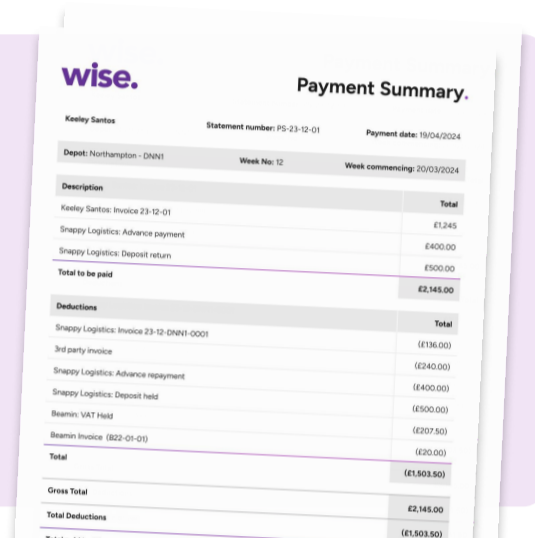 wise.
Payment Summary.
Keeley Santos Statement number: PS-23-12-01 Payment date: 19/04/2024
Depot: Northampton - DNN1 Week No: 12 Week commencing: 20/03/2024
Description Total
Keeley Santos: Invoice 23-12-01 £1,245
Snappy Logistics: Advance payment £400.00
Snappy Logistics: Deposit return £500.00
Total to be paid £2,145.00
Deductions Total
Snappy Logistics: Invoice 23-12-DNN1-0001 (£136.00)
3rd party invoice (£240.00)
Snappy Logistics: Advance repayment (£400.00)
Snappy Logistics: Deposit held (£500.00)
Beamin: VAT Held (£207.50)
Beamin Invoice (B22-01-01) (£20.00)
Total (£1,503.50)
Gross Total £2,145.00
Total Deductions (£1,503.50)